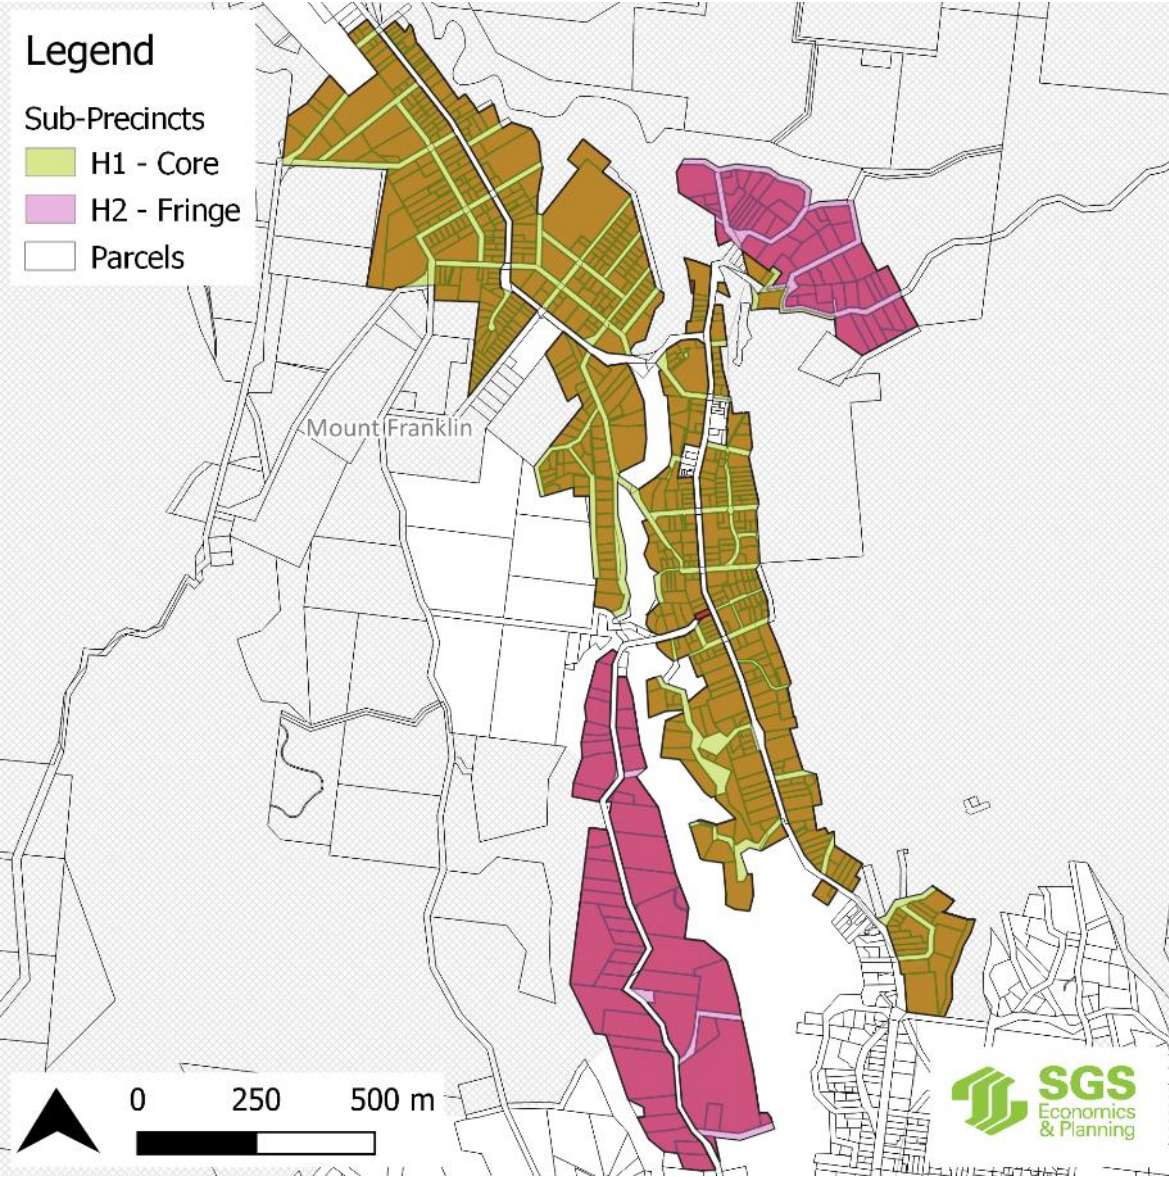 Legend
Sub-Precincts
H1 - Core
H2 - Fringe
Parcels
Mount Franklin
0 250 500 m
SGS
Economics
& Planning